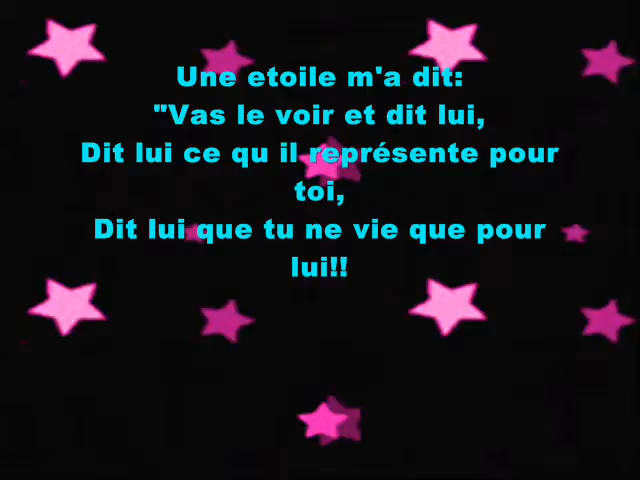 Une etoile m'a dit:
"Vas le voir et dit lui,
Dit lui ce qu il représente pour
toi,
Dit lui que tu ne vie que pour
lui!!